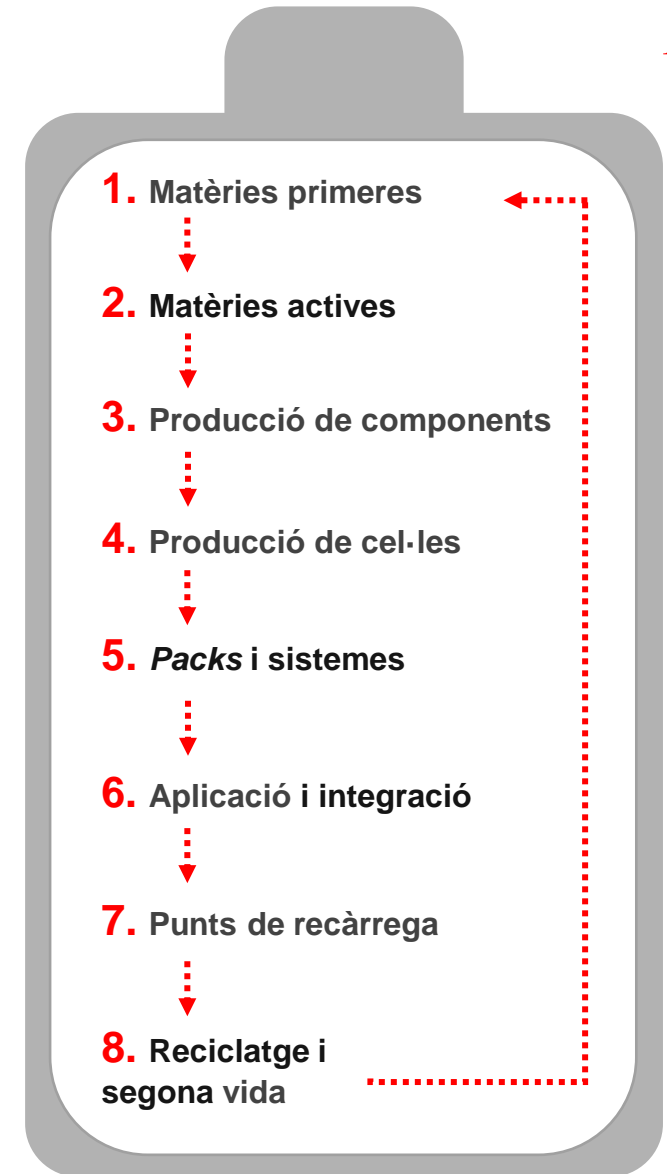 1. Matèries primeres
2. Matèries actives
3. Producció de components
4. Producció de cel·les
5. Packs i sistemes
6. Aplicació i integració
7. Punts de recàrrega
8. Reciclatge i
segona vida